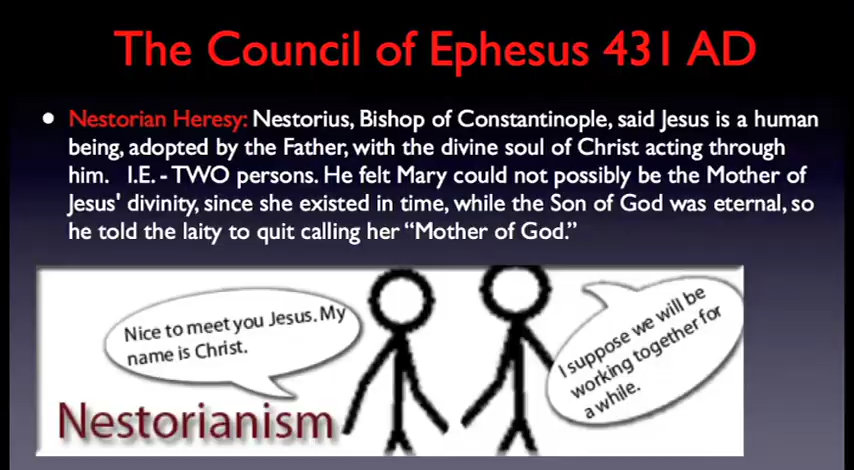 The Council of Ephesus 431 AD
• Nestorian Heresy: Nestorius, Bishop of Constantinople, said Jesus is a human
being, adopted by the Father, with the divine soul of Christ acting through
him. I.E. - TWO persons. He felt Mary could not possibly be the Mother of
Jesus' divinity, since she existed in time, while the Son of God was eternal, so
he told the laity to quit calling her “Mother of God.”
Nice to meet you Jesus. My
name is Christ.
I suppose we will be
working together for
a while.
Nestorianism